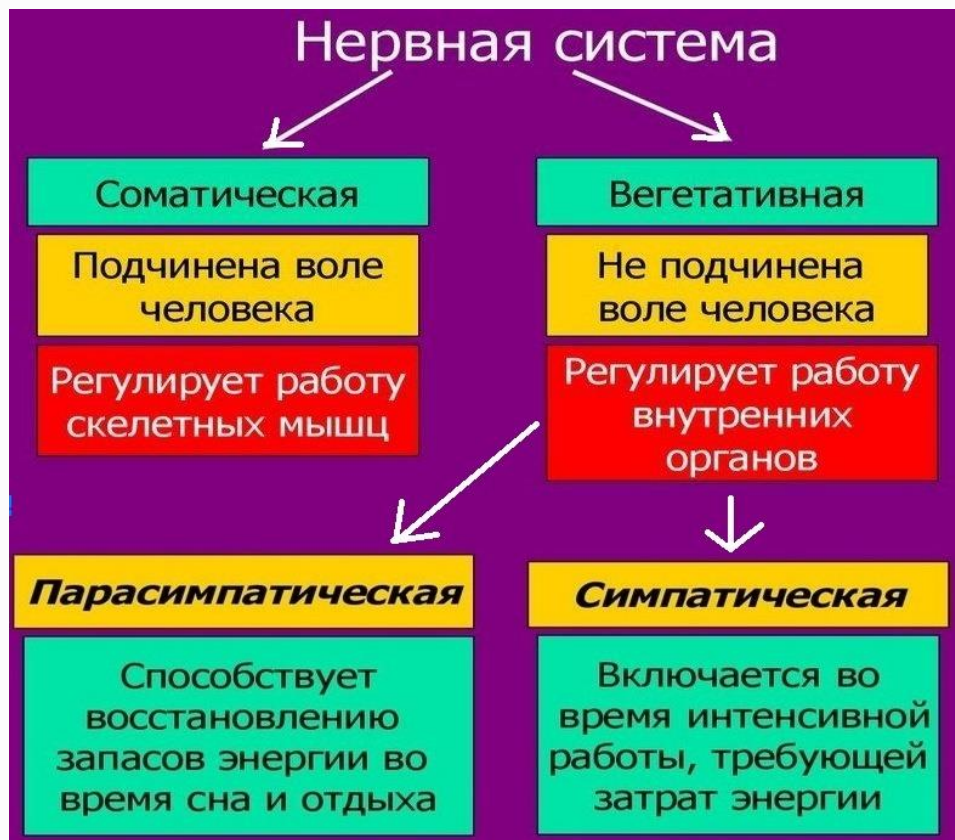 Нервная система
Соматическая
Подчинена воле
человека
Регулирует работу
скелетных мышц
Вегетативная
Не подчинена
воле человека
Регулирует работу
внутренних
органов
Парасимпатическая
Способствует
восстановлению
запасов энергии во
время сна и отдыха
Симпатическая
Включается во
время интенсивной
работы, требующей
затрат энергии